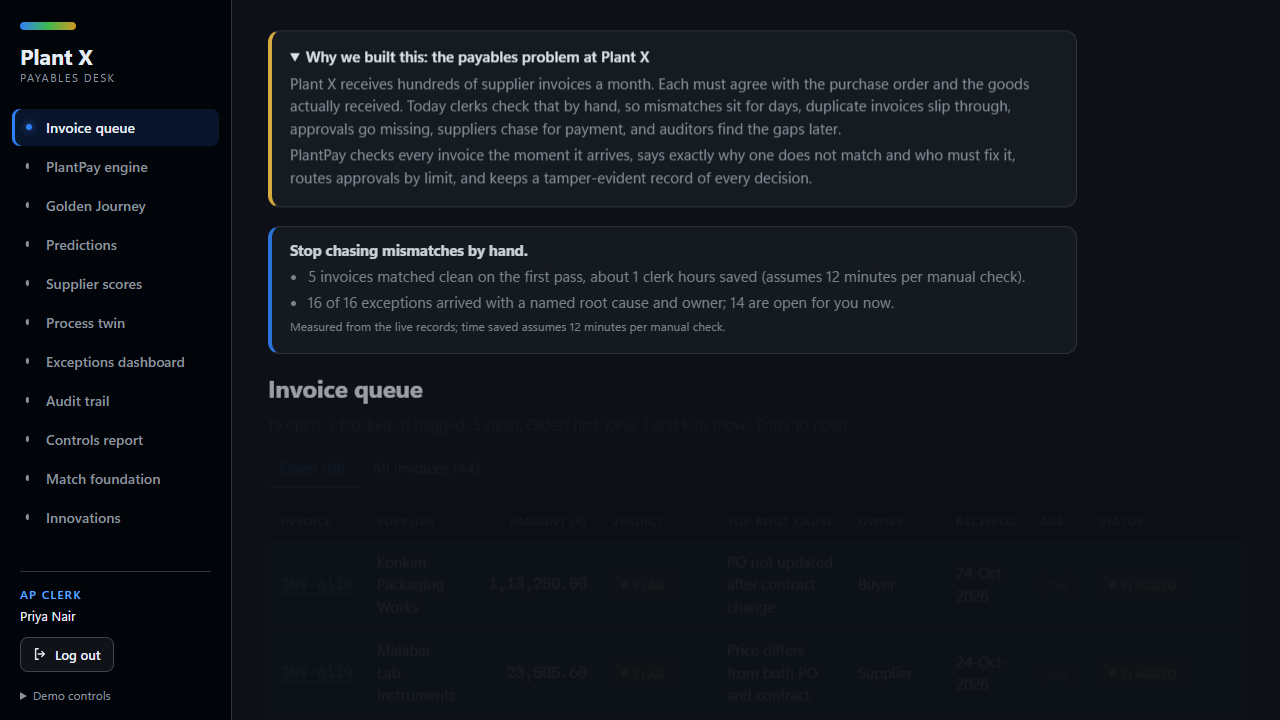 Plant X
PAYABLES DESK
Invoice queue
PlantPay engine
Golden Journey
Predictions
Supplier scores
Process twin
Exceptions dashboard
Audit trail
Controls report
Match foundation
Innovations
AP CLERK
Priya Nair
Log out
Demo controls
Why we built this: the payables problem at Plant X
Plant X receives hundreds of supplier invoices a month. Each must agree with the purchase order and the goods
actually received. Today clerks check that by hand, so mismatches sit for days, duplicate invoices slip through,
approvals go missing, suppliers chase for payment, and auditors find the gaps later.
PlantPay checks every invoice the moment it arrives, says exactly why one does not match and who must fix it,
routes approvals by limit, and keeps a tamper-evident record of every decision.
Stop chasing mismatches by hand.
• 5 invoices matched clean on the first pass, about 1 clerk hours saved (assumes 12 minutes per manual check).
• 16 of 16 exceptions arrived with a named root cause and owner; 14 are open for you now.
Measured from the live records; time saved assumes 12 minutes per manual check.
Invoice queue
19 open: 3 blocked, 11 flagged, 5 clean. Oldest first. Keys: J and K to move, Enter to open.
Open (19) All invoices (44)
INVOICE SUPPLIER AMOUNT (₹) VERDICT TOP ROOT CAUSE OWNER RECEIVED AGE STATUS
INV-6118 Konkan Packaging Works 1,13,280.00 FLAG PO not updated after contract change Buyer 24-Oct-2026 FLAGGED
INV-6119 Malabar Lab Instruments 23,505.60 FLAG Price differs from both PO and contract Supplier 24-Oct-2026 FLAGGED